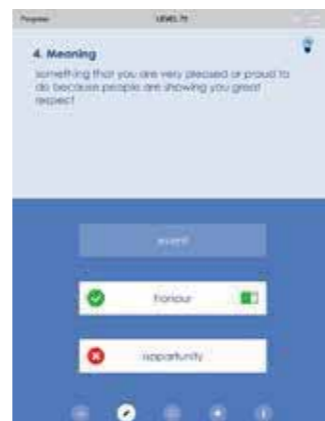 Progress
LEVEL 75
4. Meaning
something that you are very pleased or proud to
do because people are showing you great
respect
event
honour
opportunity